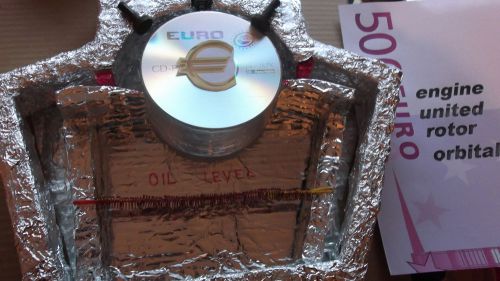 EURO
CD-R
OIL LEVEL
500 EURO
engine
united
rotor
orbital